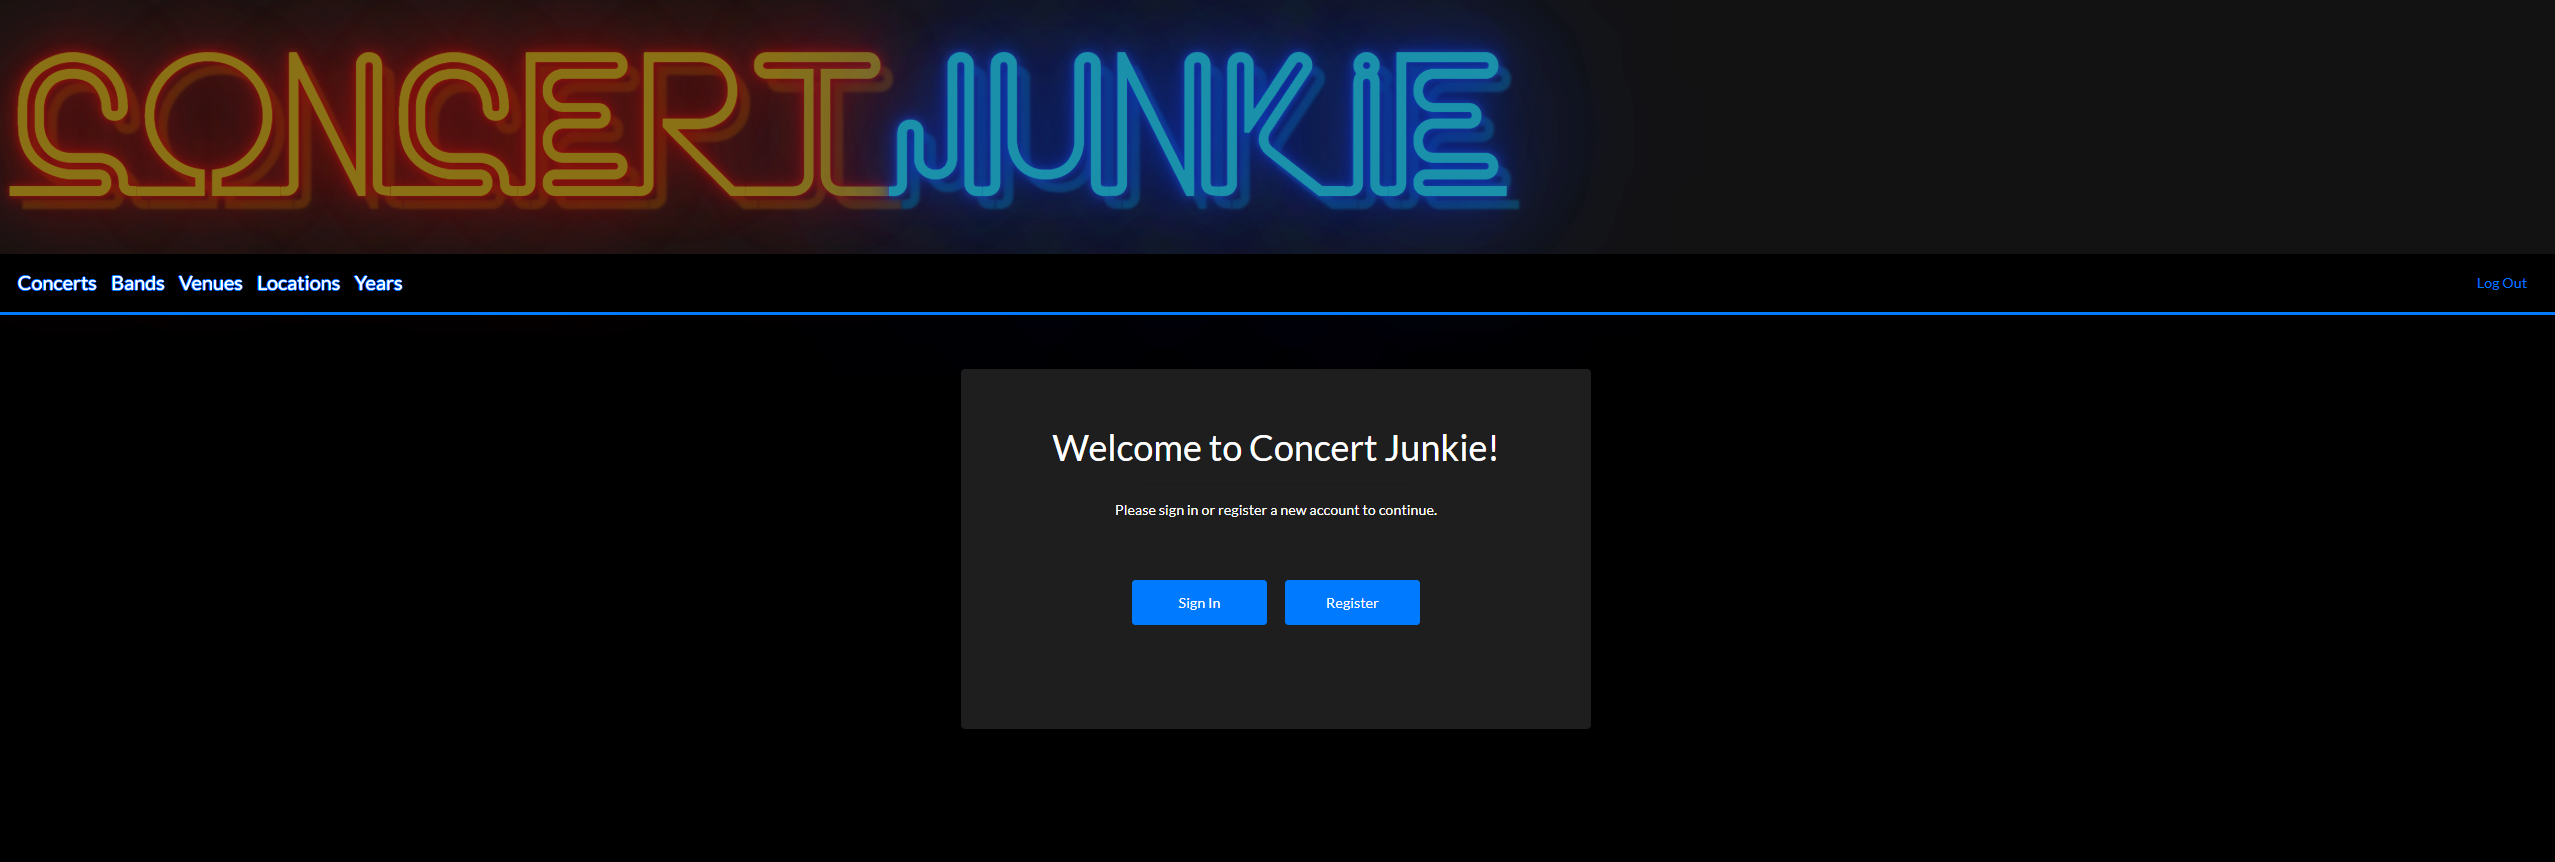 CONCERT JUNKIE
Concerts Bands Venues Locations Years Log Out
Welcome to Concert Junkie!
Please sign in or register a new account to continue.
Sign In Register